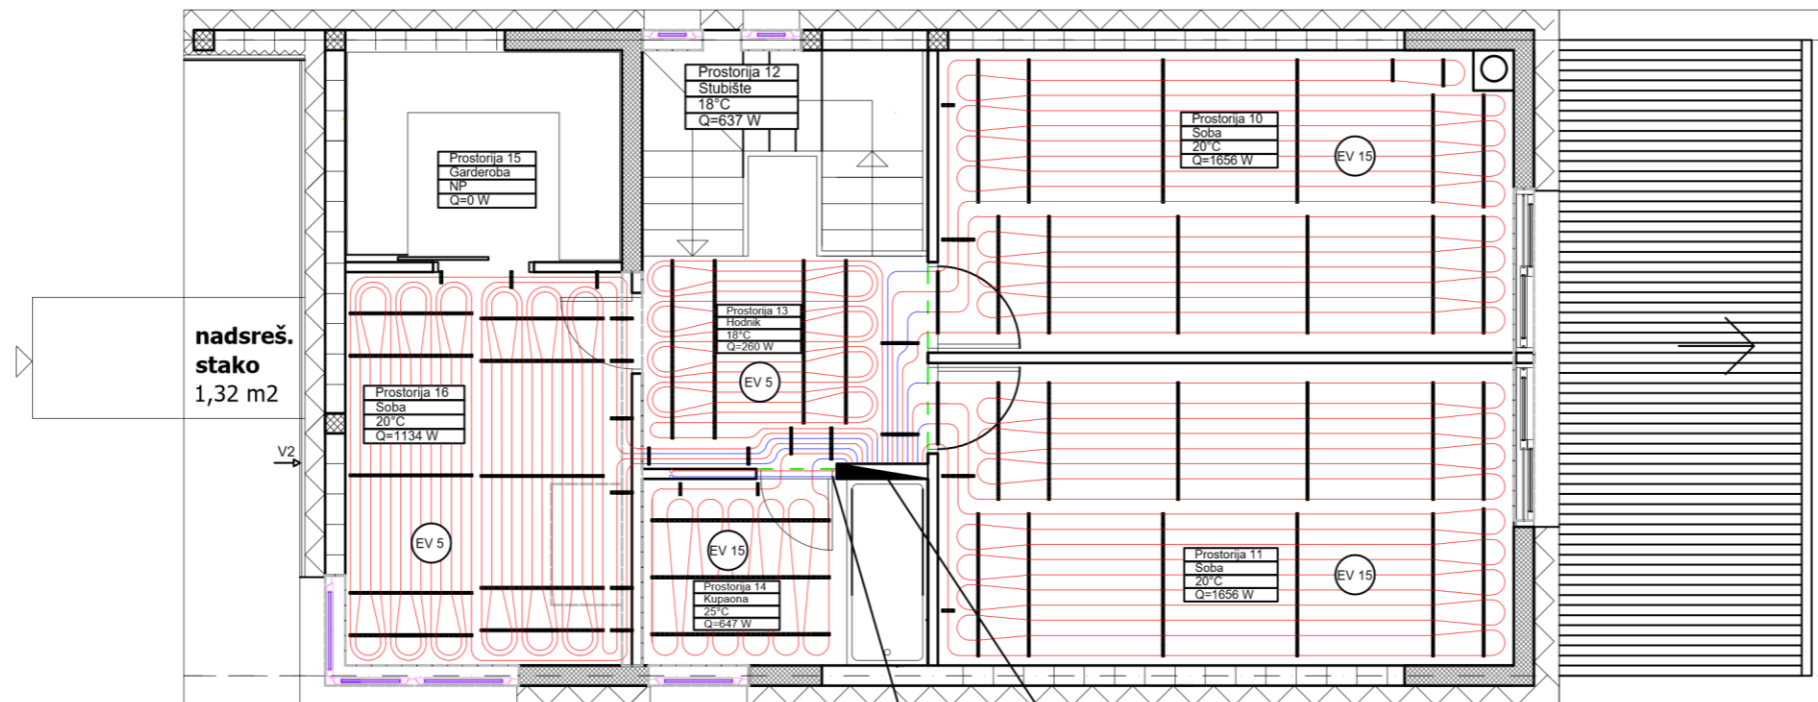 Prostorija 12
Stubište
18°C
Q=637 W
Prostorija 10
Soba
20°C
Q=1656 W
EV 15
Prostorija 15
Garderoba
NP
Q=0 W
nadsreš.
stako
1,32 m2
Prostorija 13
Hodnik
18°C
Q=260 W
EV 5
Prostorija 16
Soba
20°C
Q=1134 W
V2
EV 5
EV 15
Prostorija 14
Kupaona
25°C
Q=647 W
Prostorija 11
Soba
20°C
Q=1656 W
EV 15